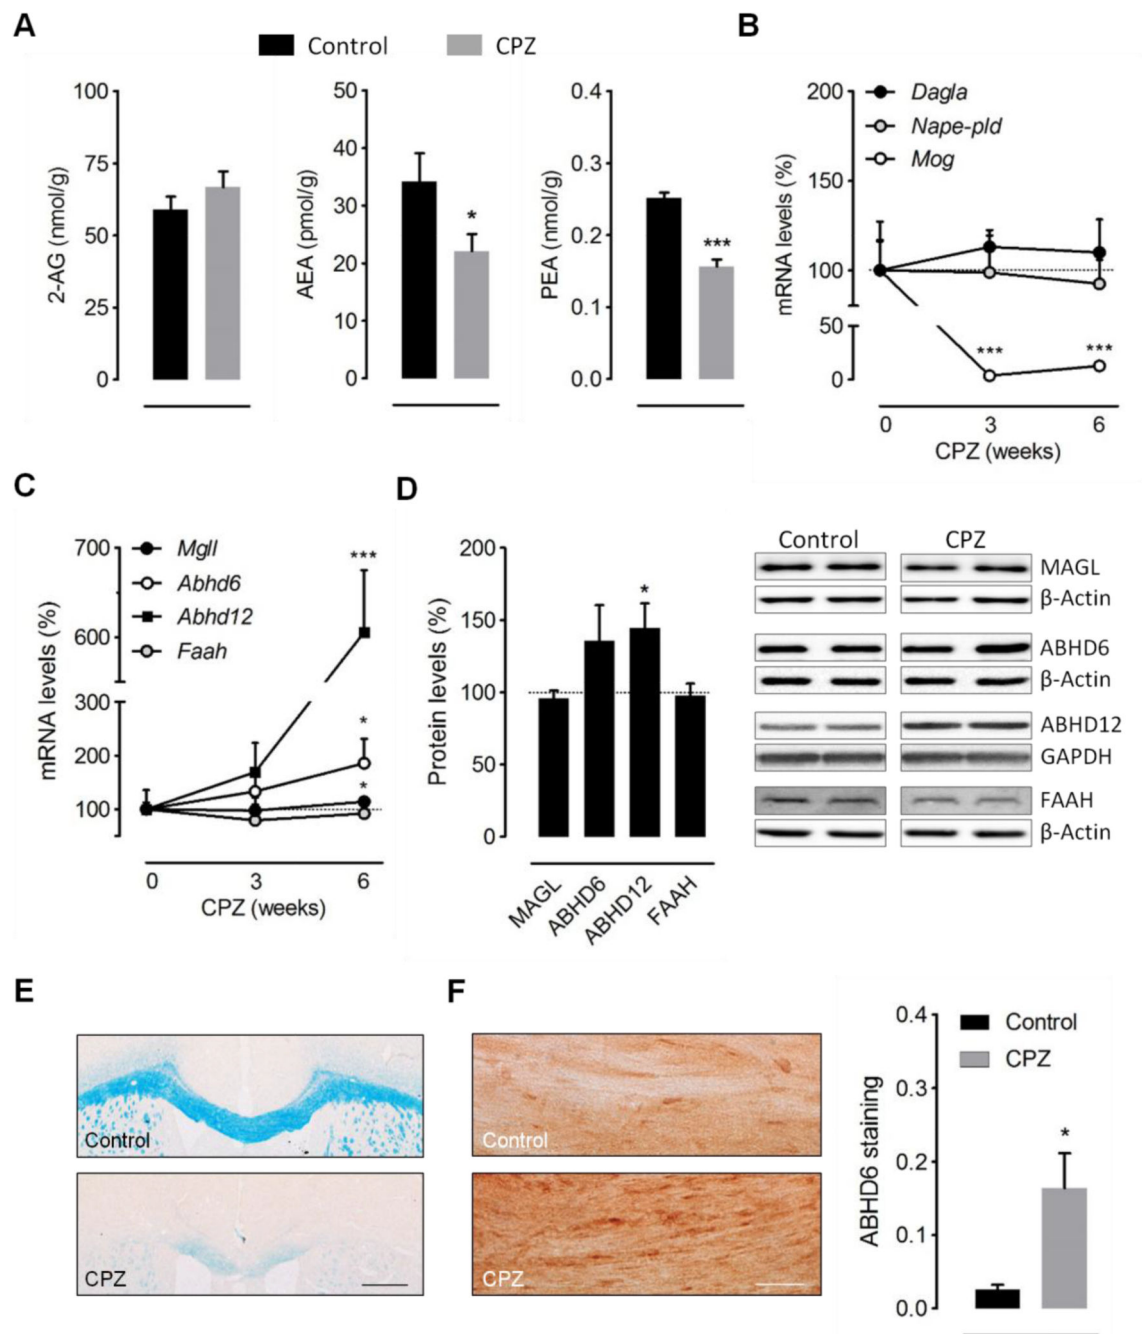 A
B
Control
CPZ
100
75
50
25
0
2-AG (nmol/g)
50
40
30
20
10
0
AEA (pmol/g)
*
0.4
0.3
0.2
0.1
0.0
PEA (nmol/g)
***
200
150
100
50
0
mRNA levels (%)
Dagla
Nape-pld
Mog
***
***
0 3 6
CPZ (weeks)
C
700
600
300
200
100
mRNA levels (%)
Mgll
Abhd6
Abhd12
Faah
***
*
*
0 3 6
CPZ (weeks)
D
200
150
100
50
0
Protein levels (%)
*
MAGL
ABHD6
ABHD12
FAAH
Control
CPZ
MAGL
β-Actin
ABHD6
β-Actin
ABHD12
GAPDH
FAAH
β-Actin
E
Control
CPZ
F
Control
CPZ
0.4
0.3
0.2
0.1
0.0
ABHD6 staining
Control
CPZ
*